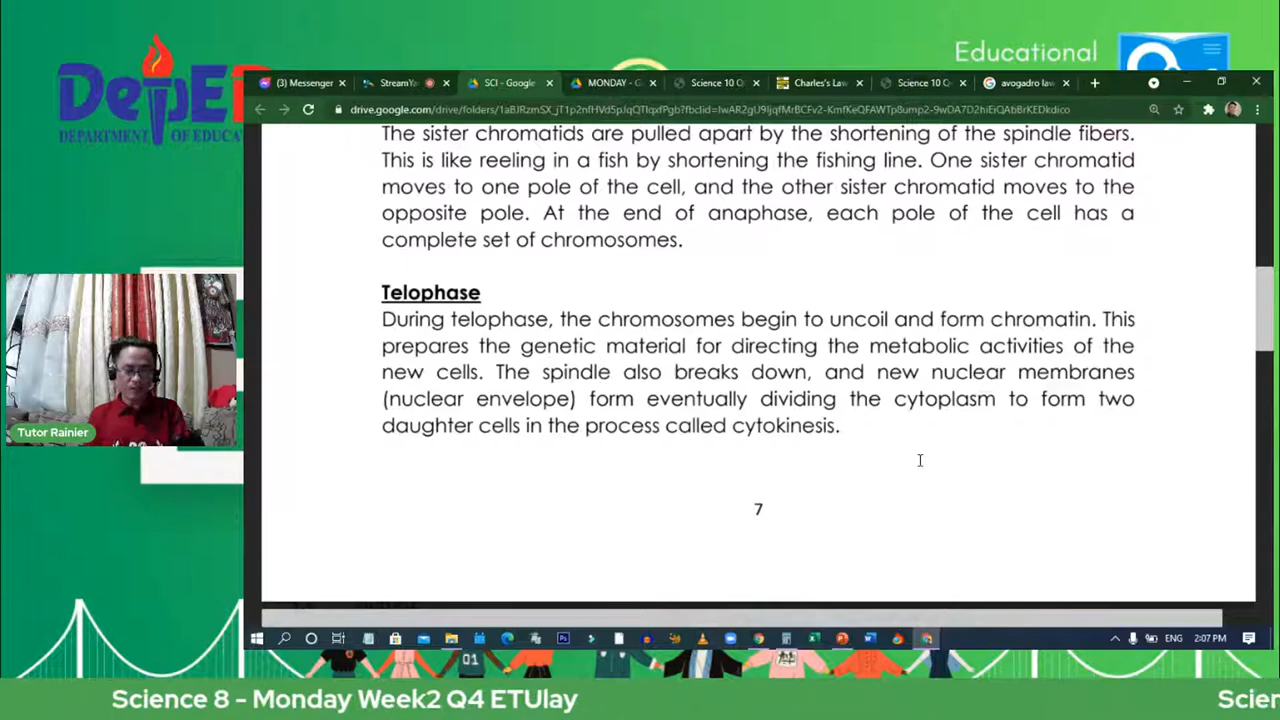 Educational
DepED
DEPARTMENT OF EDUCA
(3) Messenger
StreamYa
SCI - Google
MONDAY - G
Science 10 Q
Charles's Law
Science 10 Q
avogadro law
The sister chromatids are pulled apart by the shortening of the spindle fibers.
This is like reeling in a fish by shortening the fishing line. One sister chromatid
moves to one pole of the cell, and the other sister chromatid moves to the
opposite pole. At the end of anaphase, each pole of the cell has a
complete set of chromosomes.
Telophase
During telophase, the chromosomes begin to uncoil and form chromatin. This
prepares the genetic material for directing the metabolic activities of the
new cells. The spindle also breaks down, and new nuclear membranes
(nuclear envelope) form eventually dividing the cytoplasm to form two
daughter cells in the process called cytokinesis.
7
Tutor Rainier
ENG 2:07 PM
01
Science 8 - Monday Week2 Q4 ETUlay
Scien